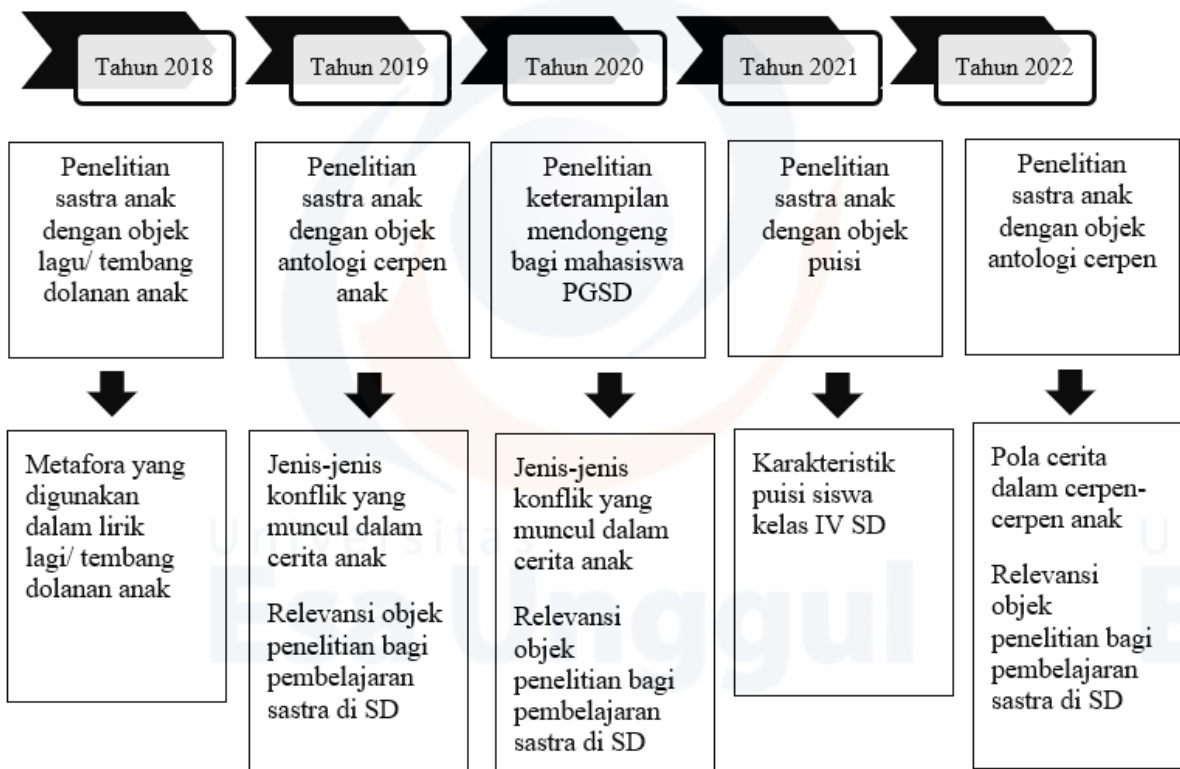 Tahun 2018
Tahun 2019
Tahun 2020
Tahun 2021
Tahun 2022
Penelitian
sastra anak
dengan objek
lagu/ tembang
dolanan anak
Penelitian
sastra anak
dengan objek
antologi cerpen
anak
Penelitian
keterampilan
mendongeng
bagi mahasiswa
PGSD
Penelitian
sastra anak
dengan objek
puisi
Penelitian
sastra anak
dengan objek
antologi cerpen
Metafora yang
digunakan
dalam lirik
lagi/ tembang
dolanan anak
Jenis-jenis
konflik yang
muncul dalam
cerita anak
Relevansi objek
penelitian bagi
pembelajaran
sastra di SD
Jenis-jenis
konflik yang
muncul dalam
cerita anak
Relevansi
objek
penelitian bagi
pembelajaran
sastra di SD
Karakteristik
puisi siswa
kelas IV SD
Pola cerita
dalam cerpen-
cerpen anak
Relevansi
objek
penelitian bagi
pembelajaran
sastra di SD
Universitas
Esa Unggul
U
E